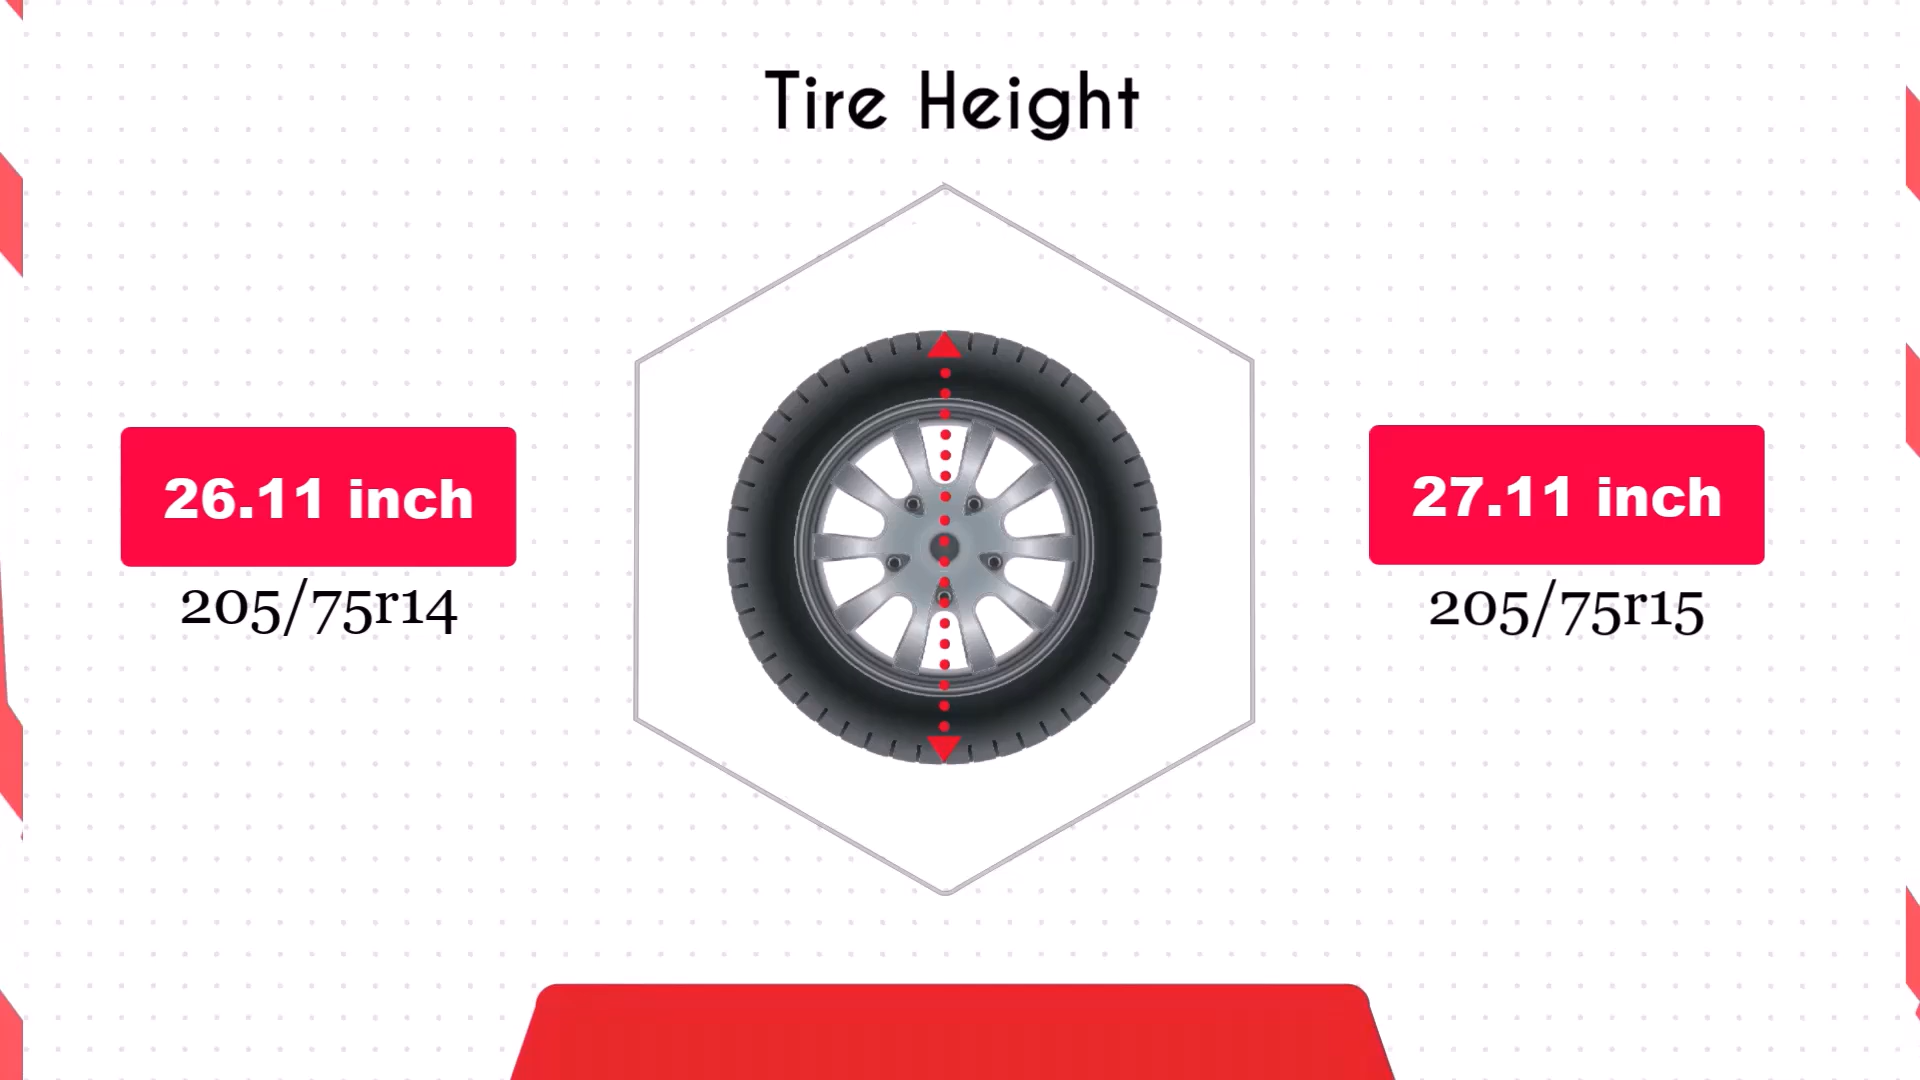 Tire Height
26.11 inch
205/75r14
27.11 inch
205/75r15